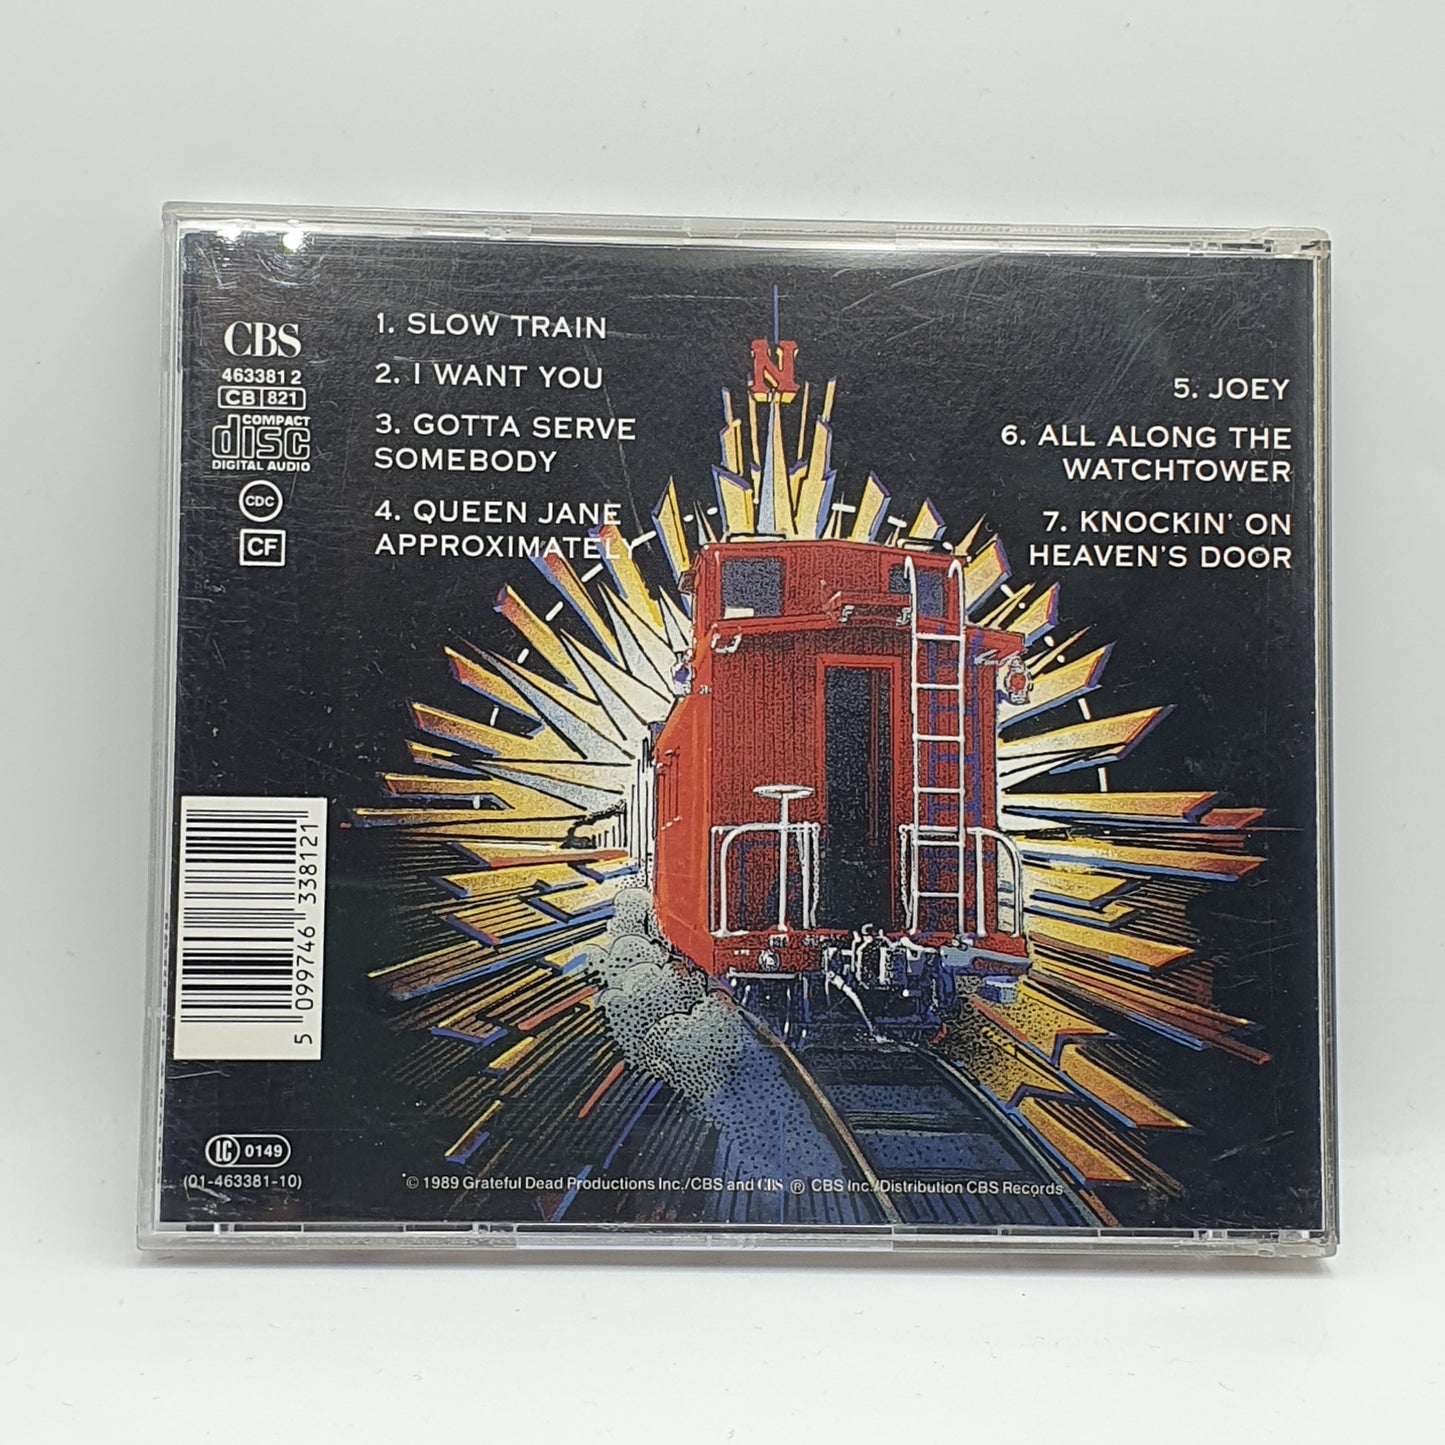 CBS
463381 2
CB 821
COMPACT
disc
DIGITAL AUDIO
CDC
CF
1. SLOW TRAIN
2. I WANT YOU
3. GOTTA SERVE
SOMEBODY
4. QUEEN JANE
APPROXIMATELY
N
5. JOEY
6. ALL ALONG THE
WATCHTOWER
7. KNOCKIN' ON
HEAVEN'S DOOR
5 099746 338121
LC 0149
(01-463381-10)
© 1989 Grateful Dead Productions Inc./CBS and CBS ℗ CBS Inc./Distribution CBS Records